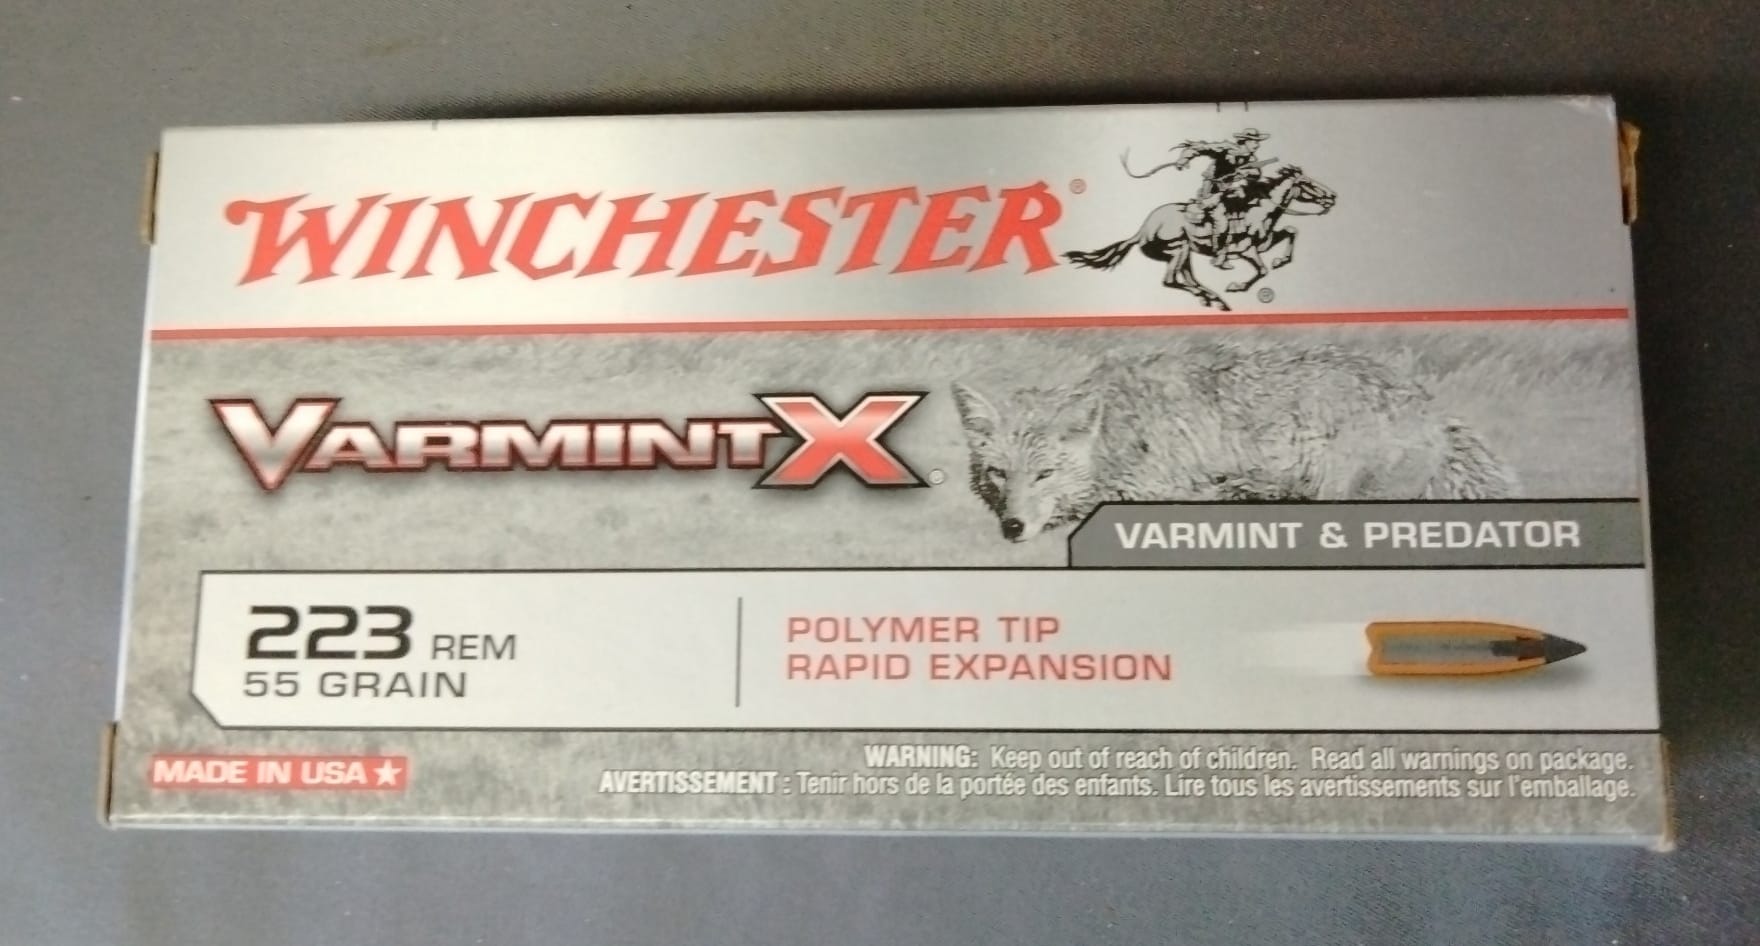 WINCHESTER®
®
VARMINTX®
VARMINT & PREDATOR
223 REM
55 GRAIN
POLYMER TIP
RAPID EXPANSION
MADE IN USA★
WARNING: Keep out of reach of children. Read all warnings on package.
AVERTISSEMENT : Tenir hors de la portée des enfants. Lire tous les avertissements sur l'emballage.